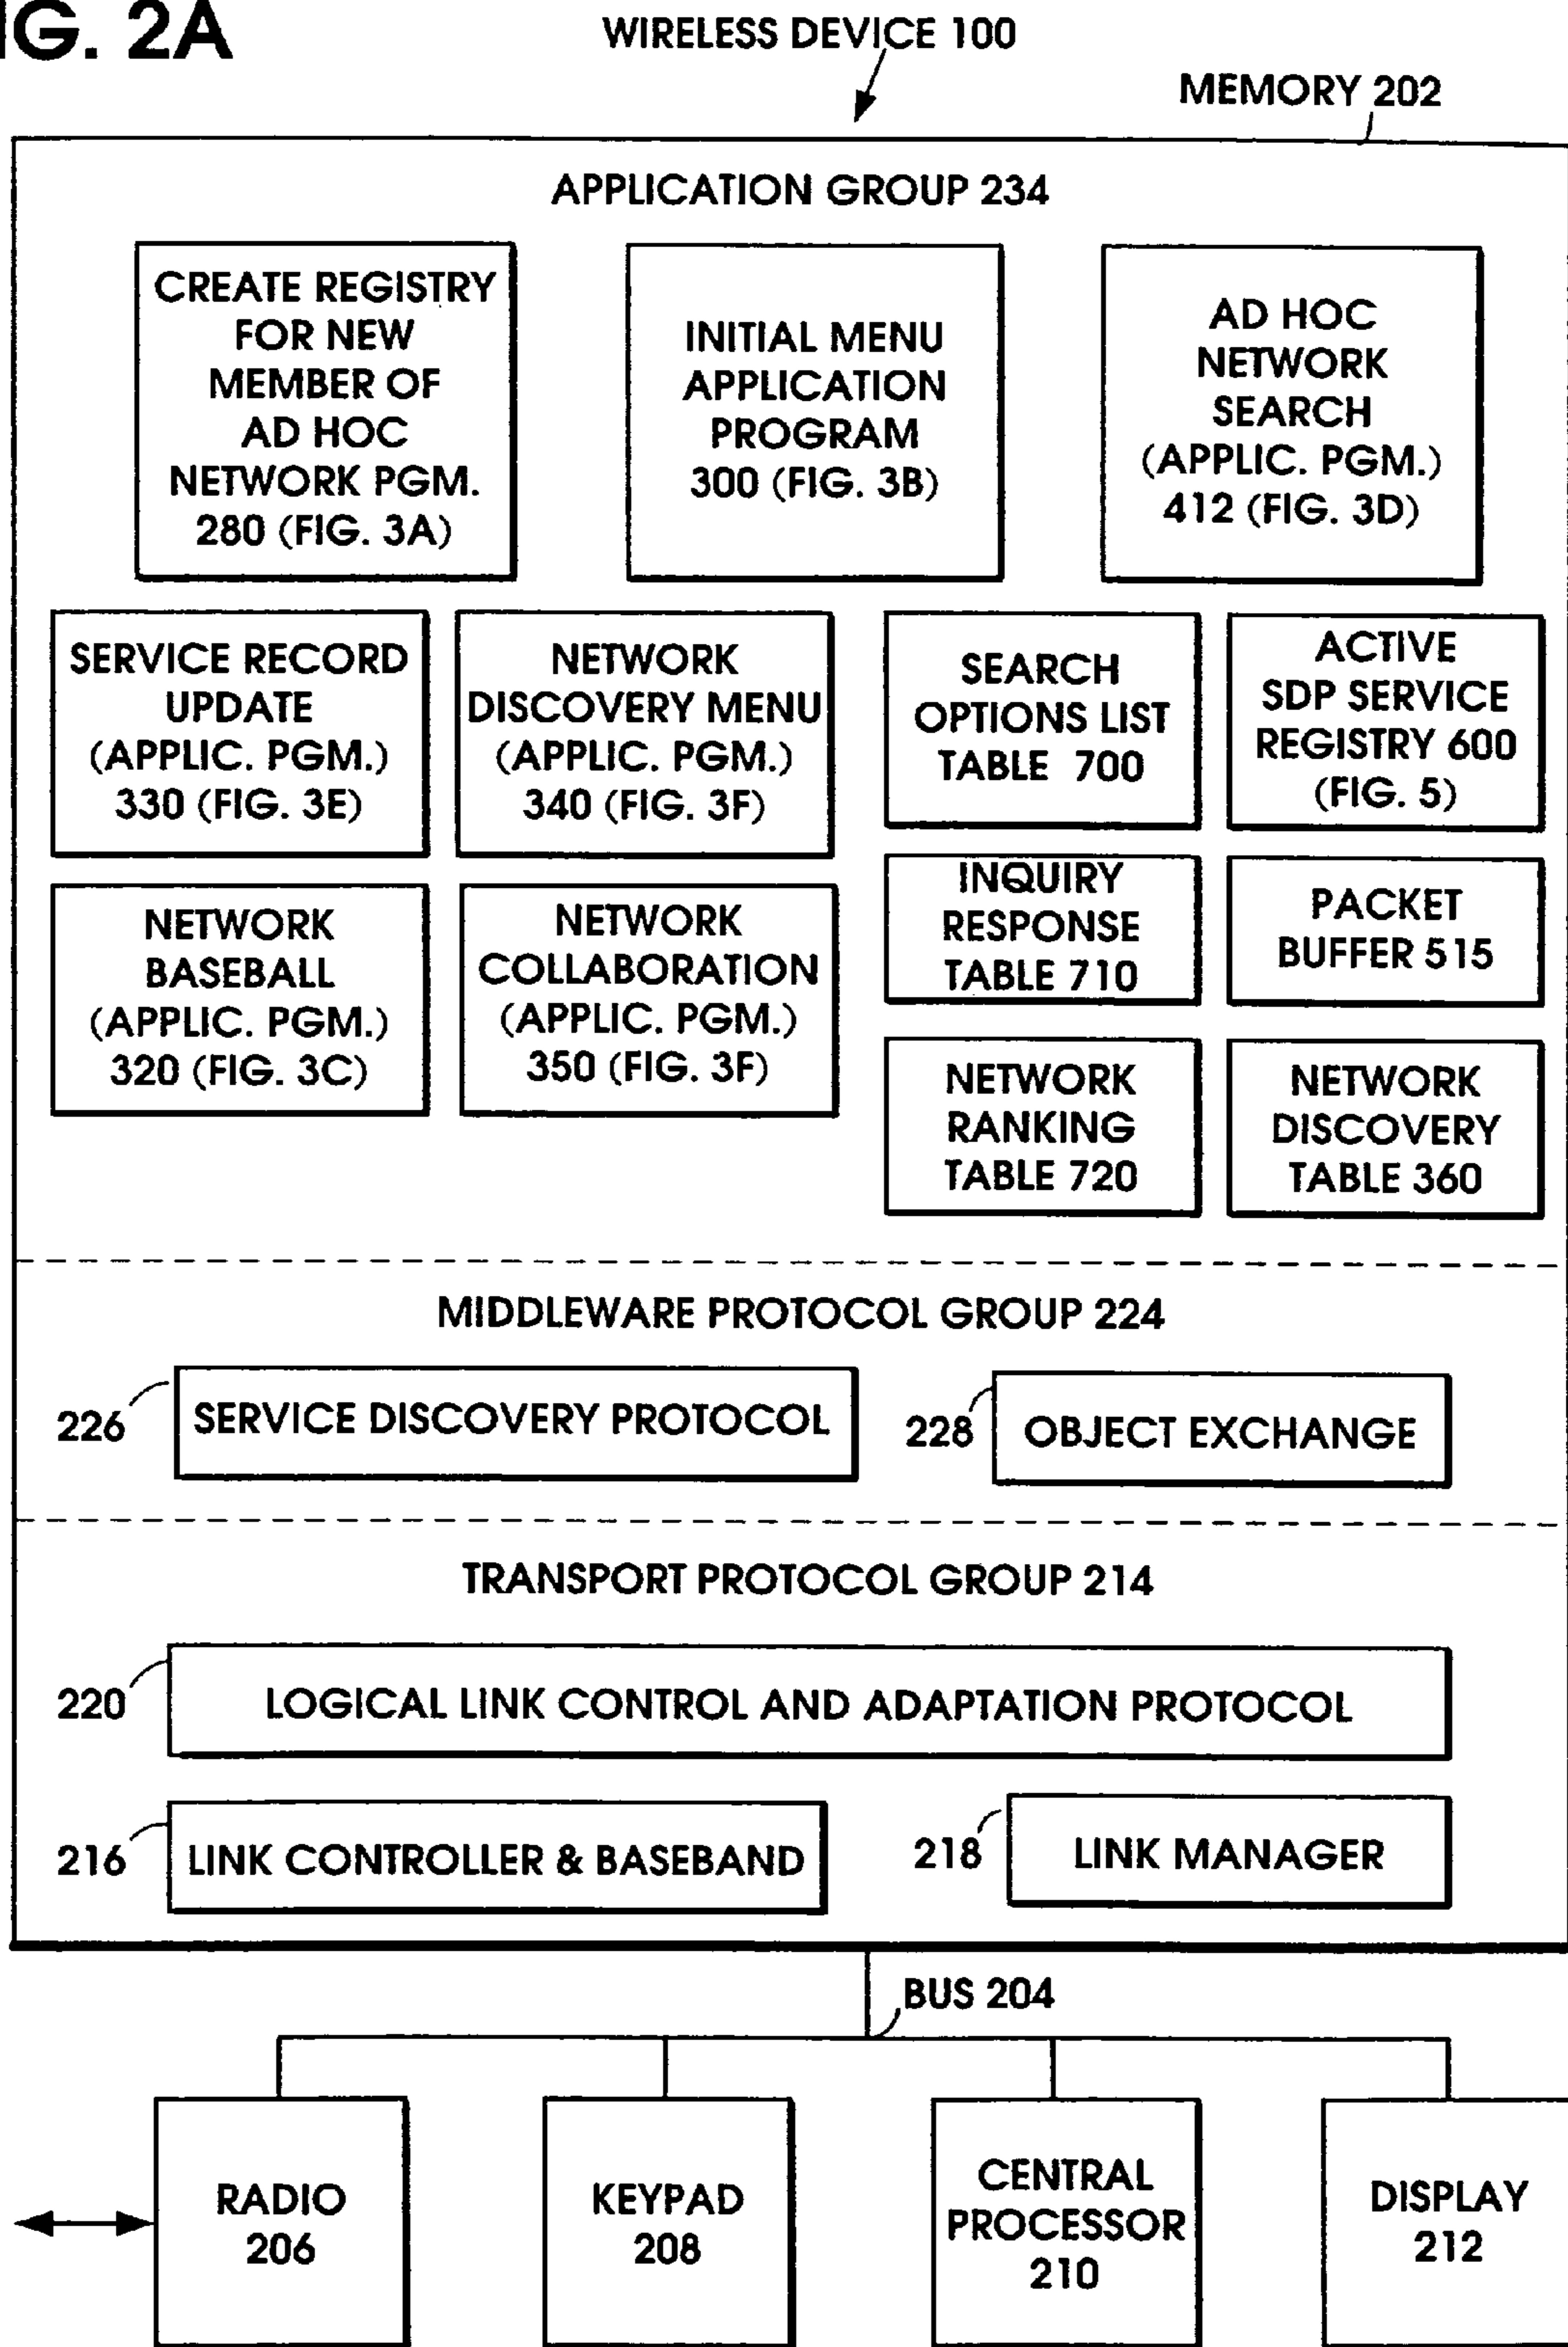 IG. 2A
WIRELESS DEVICE 100
MEMORY 202
APPLICATION GROUP 234
CREATE REGISTRY
FOR NEW
MEMBER OF
AD HOC
NETWORK PGM.
280 (FIG. 3A)
INITIAL MENU
APPLICATION
PROGRAM
300 (FIG. 3B)
AD HOC
NETWORK
SEARCH
(APPLIC. PGM.)
412 (FIG. 3D)
SERVICE RECORD
UPDATE
(APPLIC. PGM.)
330 (FIG. 3E)
NETWORK
DISCOVERY MENU
(APPLIC. PGM.)
340 (FIG. 3F)
SEARCH
OPTIONS LIST
TABLE 700
ACTIVE
SDP SERVICE
REGISTRY 600
(FIG. 5)
NETWORK
BASEBALL
(APPLIC. PGM.)
320 (FIG. 3C)
NETWORK
COLLABORATION
(APPLIC. PGM.)
350 (FIG. 3F)
INQUIRY
RESPONSE
TABLE 710
PACKET
BUFFER 515
NETWORK
RANKING
TABLE 720
NETWORK
DISCOVERY
TABLE 360
MIDDLEWARE PROTOCOL GROUP 224
226
SERVICE DISCOVERY PROTOCOL
228
OBJECT EXCHANGE
TRANSPORT PROTOCOL GROUP 214
220
LOGICAL LINK CONTROL AND ADAPTATION PROTOCOL
216
LINK CONTROLLER & BASEBAND
218
LINK MANAGER
BUS 204
RADIO
206
KEYPAD
208
CENTRAL
PROCESSOR
210
DISPLAY
212